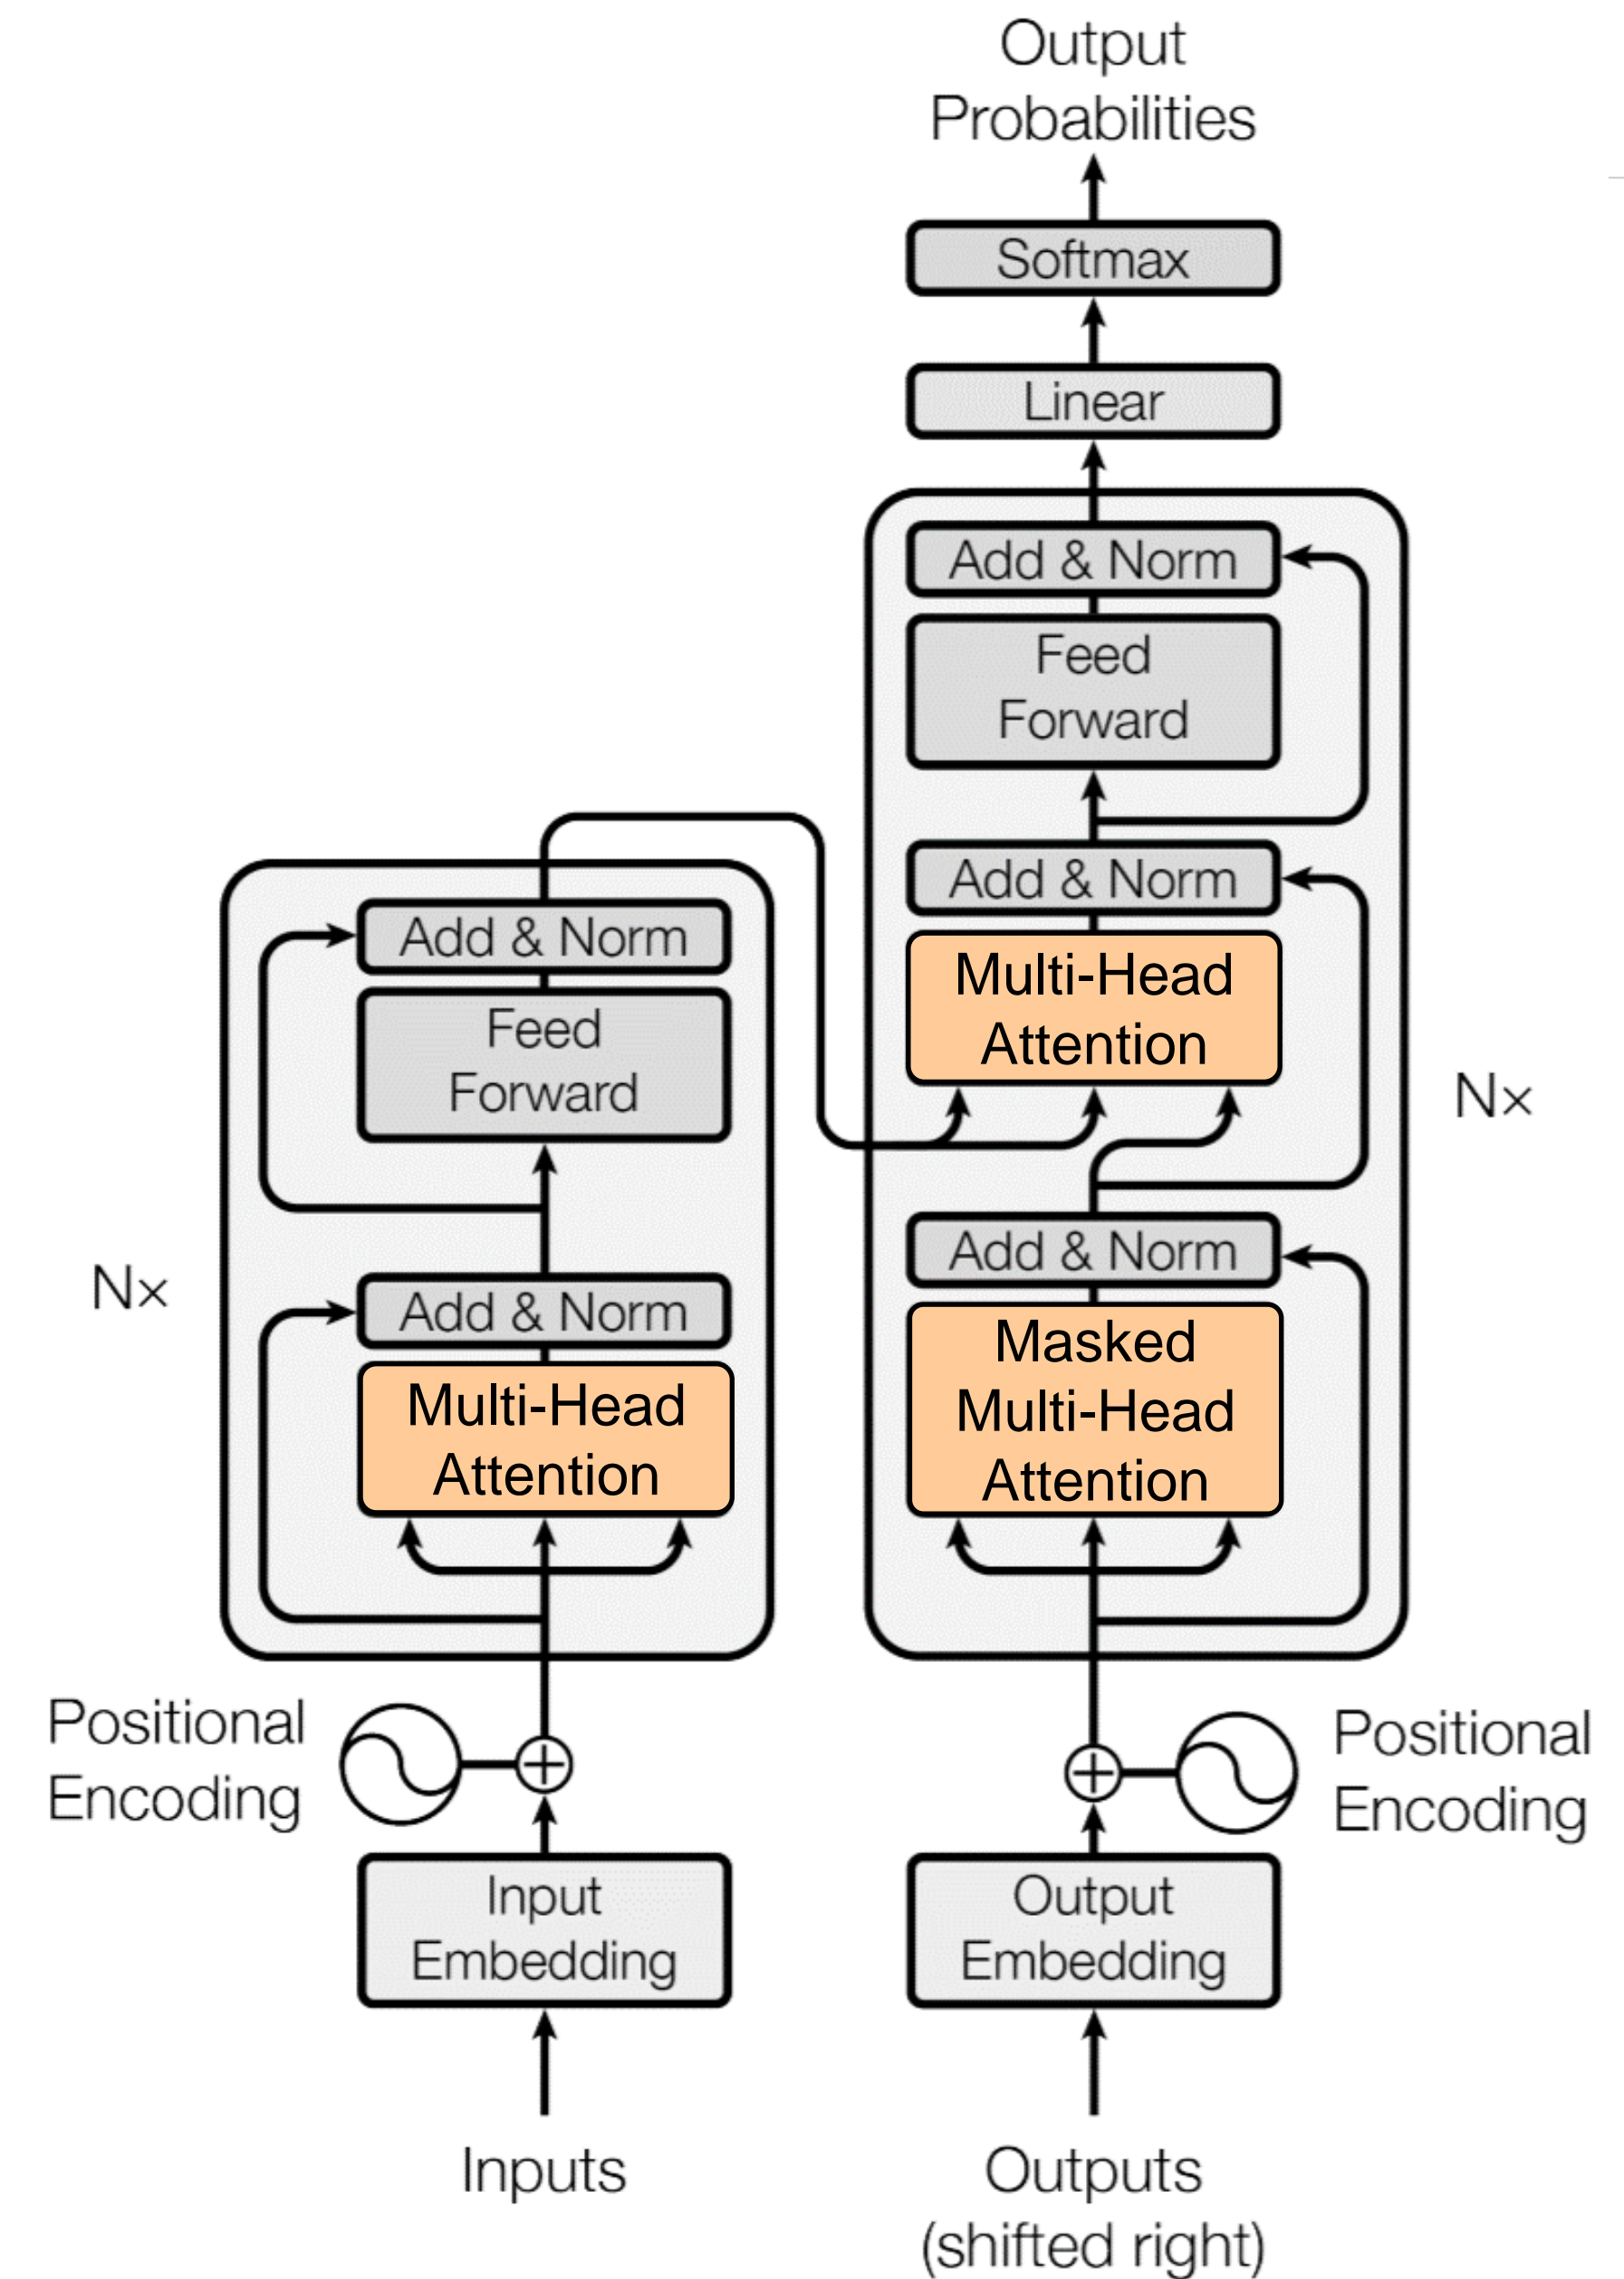 Output
Probabilities
Softmax
Linear
Add & Norm
Feed
Forward
Add & Norm
Multi-Head
Attention
N×
Add & Norm
Masked
Multi-Head
Attention
Add & Norm
Feed
Forward
N×
Add & Norm
Multi-Head
Attention
Positional
Encoding
Positional
Encoding
Input
Embedding
Output
Embedding
Inputs
Outputs
(shifted right)